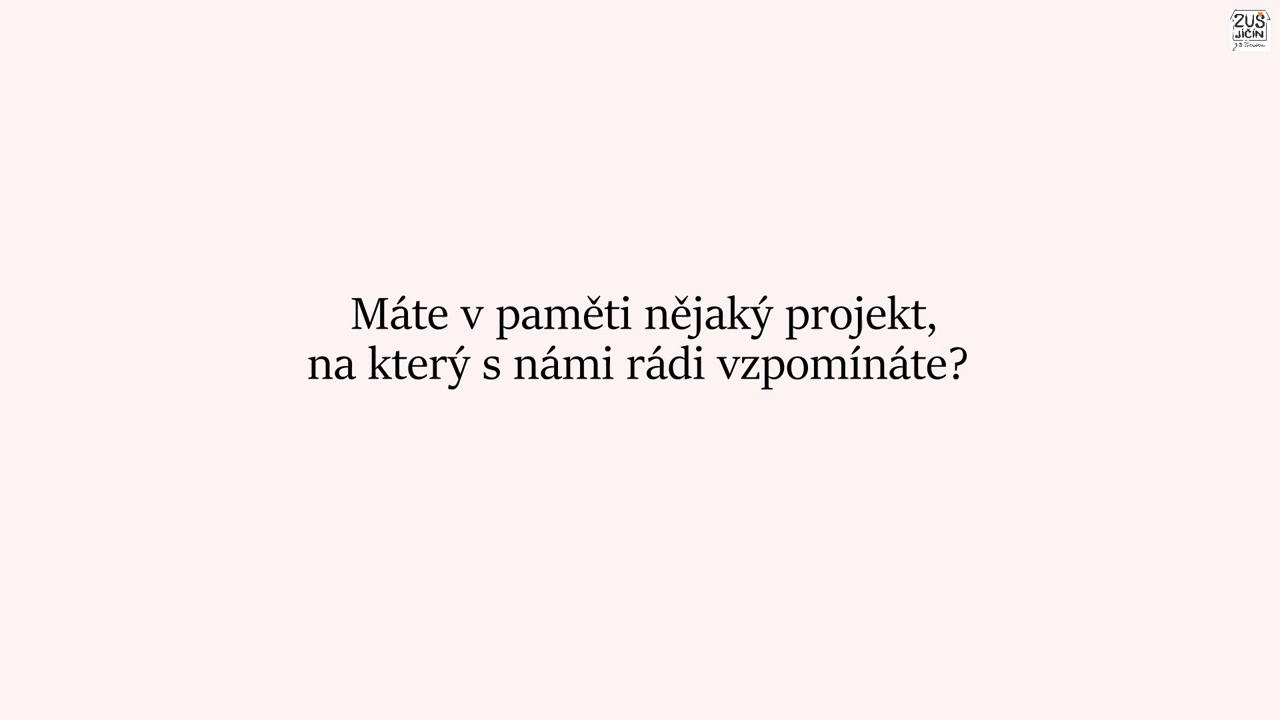 ZUŠ
JIČÍN
Máte v paměti nějaký projekt,
na který s námi rádi vzpomínáte?